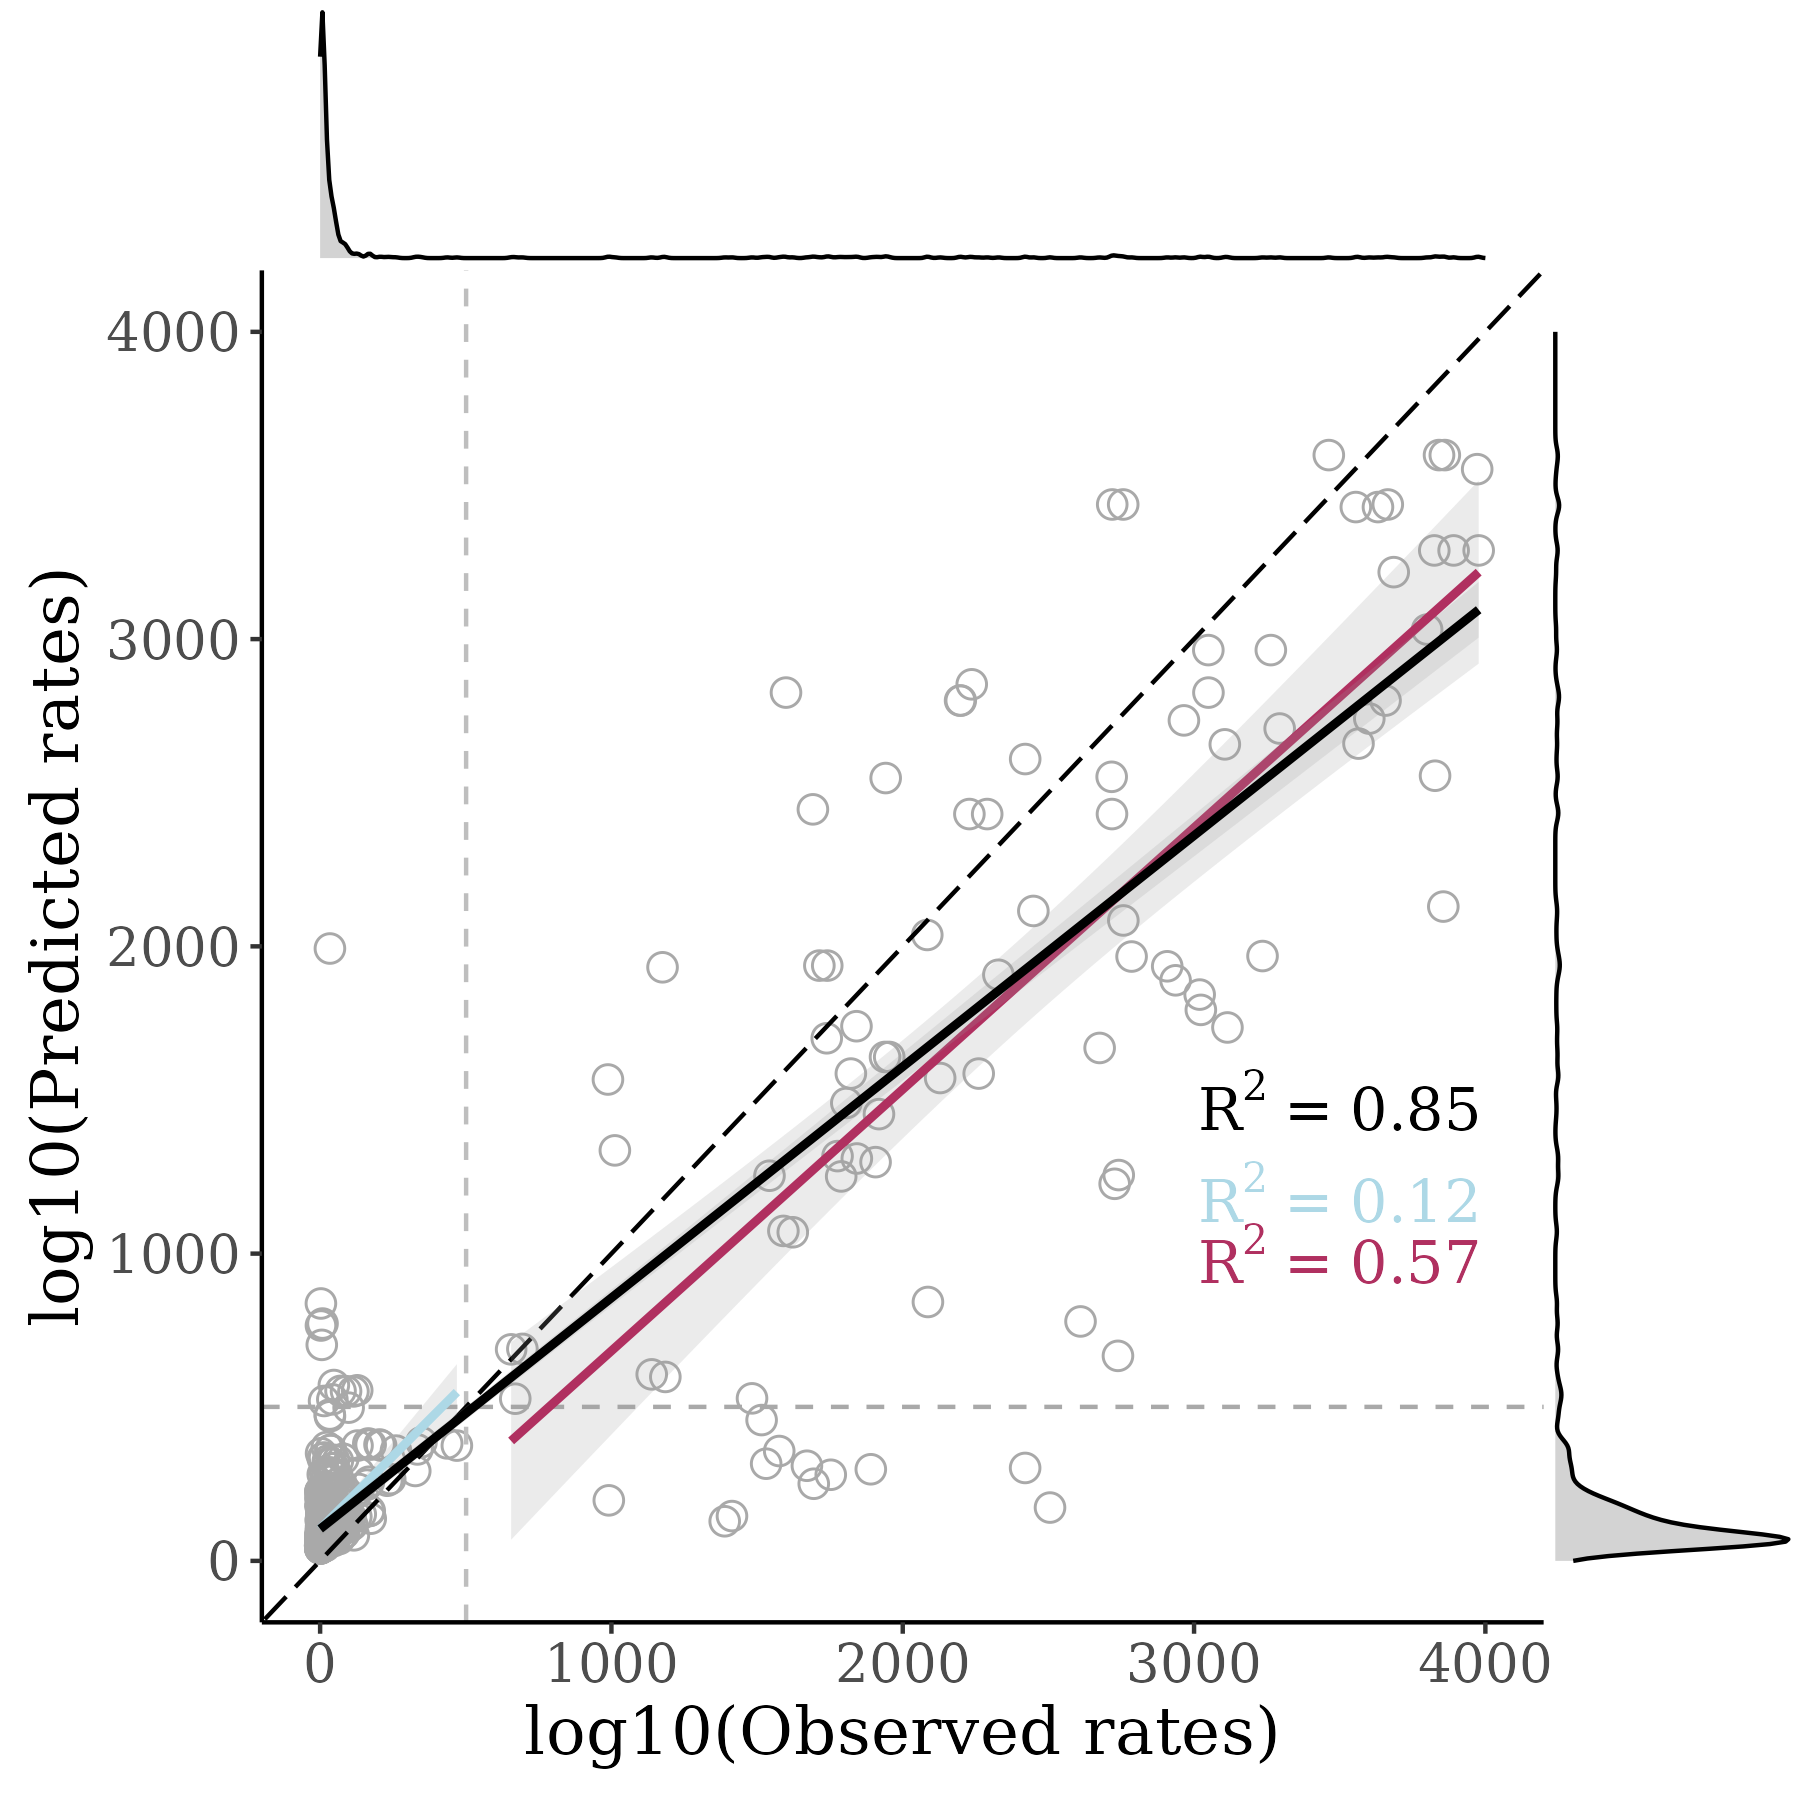 4000
3000
2000
1000
0
log10(Predicted rates)
R² = 0.85
R² = 0.12
R² = 0.57
0 1000 2000 3000 4000
log10(Observed rates)